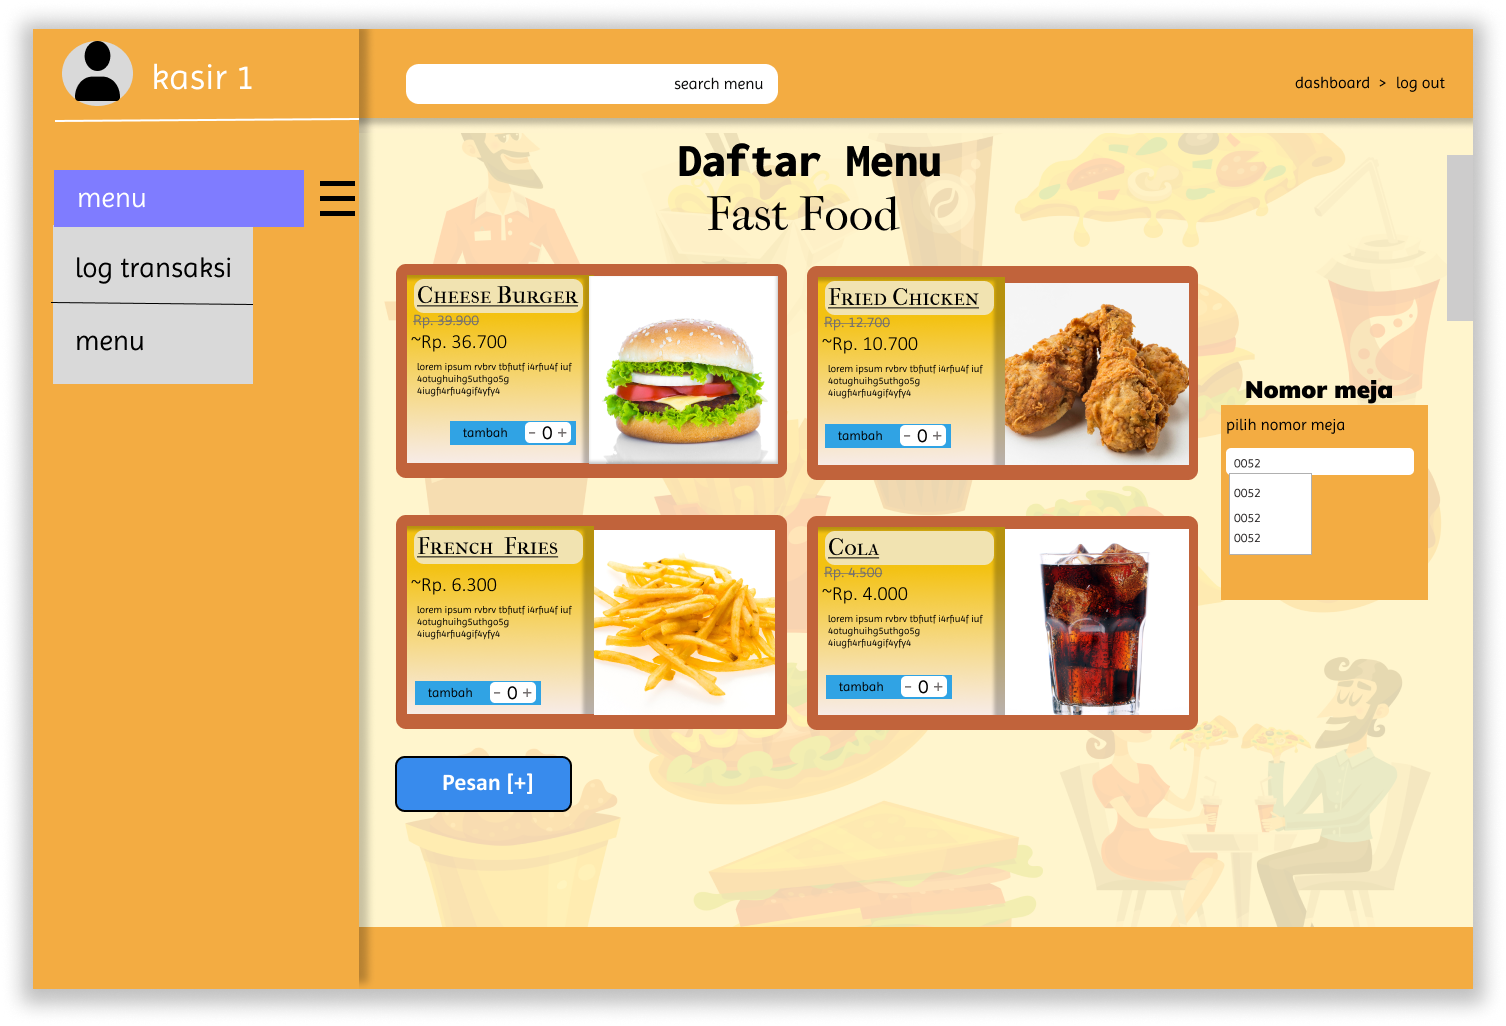 kasir 1
search menu
dashboard > log out
menu
log transaksi
menu
Daftar Menu
Fast Food
Cheese Burger
Rp. 39.900
~Rp. 36.700
lorem ipsum rvbrv tbfiutf i4rfiu4f iuf
4otughuihg5uthgo5g
4iugfi4rfiu4gif4yfy4
tambah - 0 +
Fried Chicken
Rp. 12.700
~Rp. 10.700
lorem ipsum rvbrv tbfiutf i4rfiu4f iuf
4otughuihg5uthgo5g
4iugfi4rfiu4gif4yfy4
tambah - 0 +
French Fries
~Rp. 6.300
lorem ipsum rvbrv tbfiutf i4rfiu4f iuf
4otughuihg5uthgo5g
4iugfi4rfiu4gif4yfy4
tambah - 0 +
Cola
Rp. 4.500
~Rp. 4.000
lorem ipsum rvbrv tbfiutf i4rfiu4f iuf
4otughuihg5uthgo5g
4iugfi4rfiu4gif4yfy4
tambah - 0 +
Nomor meja
pilih nomor meja
0052
0052
0052
0052
Pesan [+]